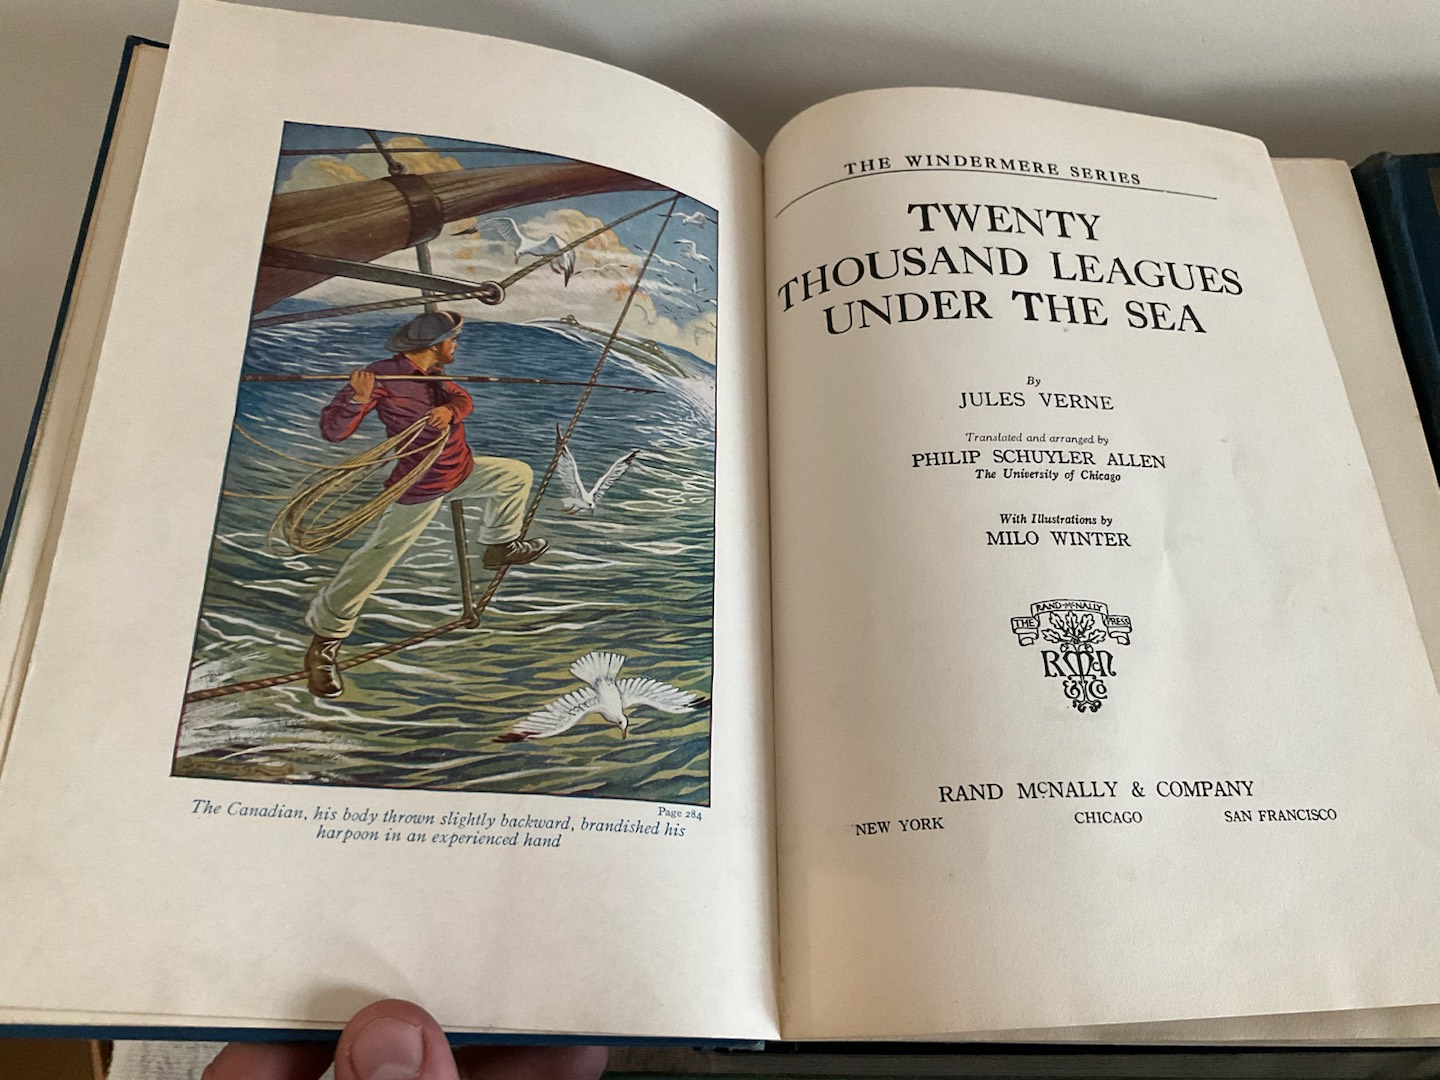 Page 284
The Canadian, his body thrown slightly backward, brandished his
harpoon in an experienced hand
THE WINDERMERE SERIES
TWENTY
THOUSAND LEAGUES
UNDER THE SEA
By
JULES VERNE
Translated and arranged by
PHILIP SCHUYLER ALLEN
The University of Chicago
With Illustrations by
MILO WINTER
RAND MCNALLY
THE PRESS
RMCN
& CO
RAND MCNALLY & COMPANY
NEW YORK CHICAGO SAN FRANCISCO